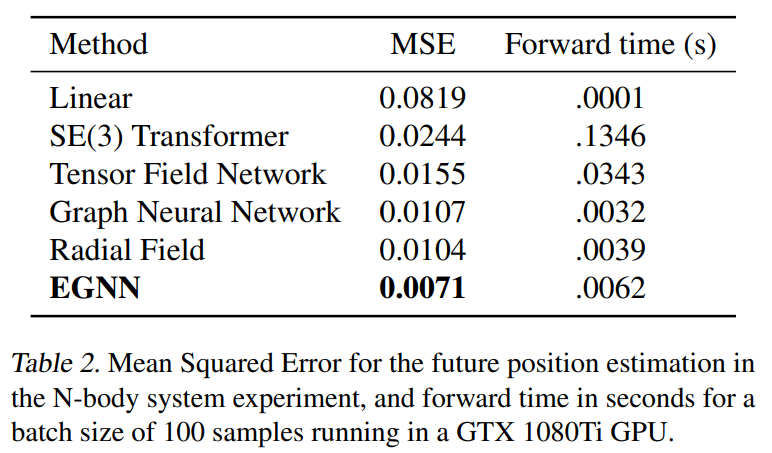 Method MSE Forward time (s)
Linear 0.0819 .0001
SE(3) Transformer 0.0244 .1346
Tensor Field Network 0.0155 .0343
Graph Neural Network 0.0107 .0032
Radial Field 0.0104 .0039
EGNN 0.0071 .0062
Table 2. Mean Squared Error for the future position estimation in
the N-body system experiment, and forward time in seconds for a
batch size of 100 samples running in a GTX 1080Ti GPU.